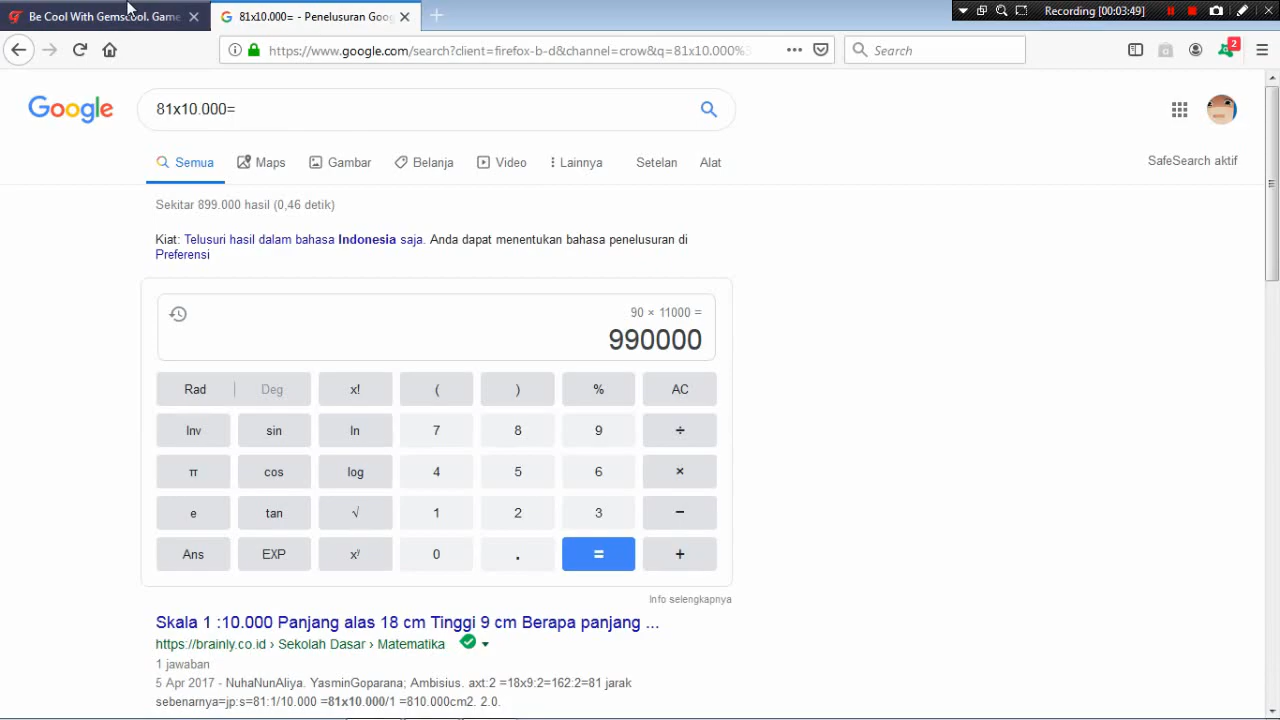 Be Cool With Gemscool. Game
81x10.000= - Penelusuran Goog
Recording [00:03:49]
https://www.google.com/search?client=firefox-b-d&channel=crow&q=81x10.000%3
Search
2
Google
81x10.000=
Semua
Maps
Gambar
Belanja
Video
Lainnya
Setelan
Alat
SafeSearch aktif
Sekitar 899.000 hasil (0,46 detik)
Kiat: Telusuri hasil dalam bahasa Indonesia saja. Anda dapat menentukan bahasa penelusuran di
Preferensi
90 × 11000 =
990000
Rad | Deg x! ( ) % AC
Inv sin ln 7 8 9 ÷
π cos log 4 5 6 ×
e tan √ 1 2 3 −
Ans EXP xʸ 0 . = +
Info selengkapnya
Skala 1 :10.000 Panjang alas 18 cm Tinggi 9 cm Berapa panjang ...
https://brainly.co.id › Sekolah Dasar › Matematika
1 jawaban
5 Apr 2017 - NuhaNunAliya. YasminGoparana; Ambisius. axt:2 =18x9:2=162:2=81 jarak
sebenarnya=jp:s=81:1/10.000 =81x10.000/1 =810.000cm2. 2.0.